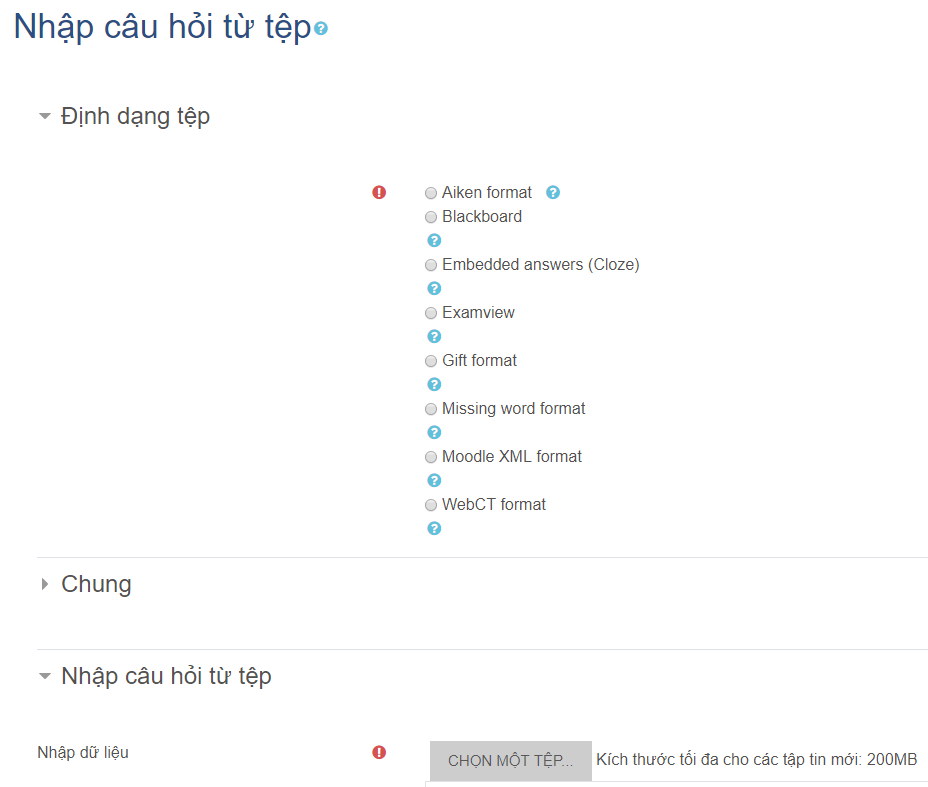 Nhập câu hỏi từ tệp
Định dạng tệp
Aiken format
Blackboard
Embedded answers (Cloze)
Examview
Gift format
Missing word format
Moodle XML format
WebCT format
Chung
Nhập câu hỏi từ tệp
Nhập dữ liệu
CHỌN MỘT TỆP... Kích thước tối đa cho các tập tin mới: 200MB